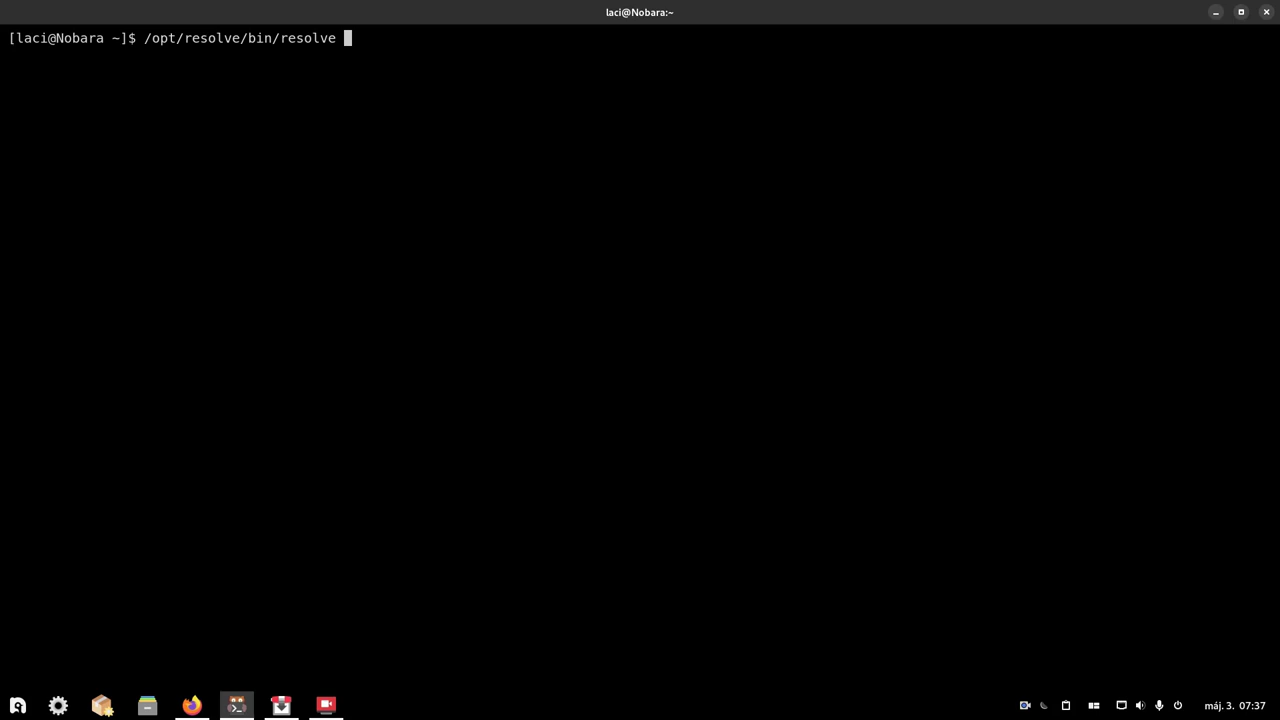 laci@Nobara:~
[laci@Nobara ~]$ /opt/resolve/bin/resolve
máj. 3. 07:37